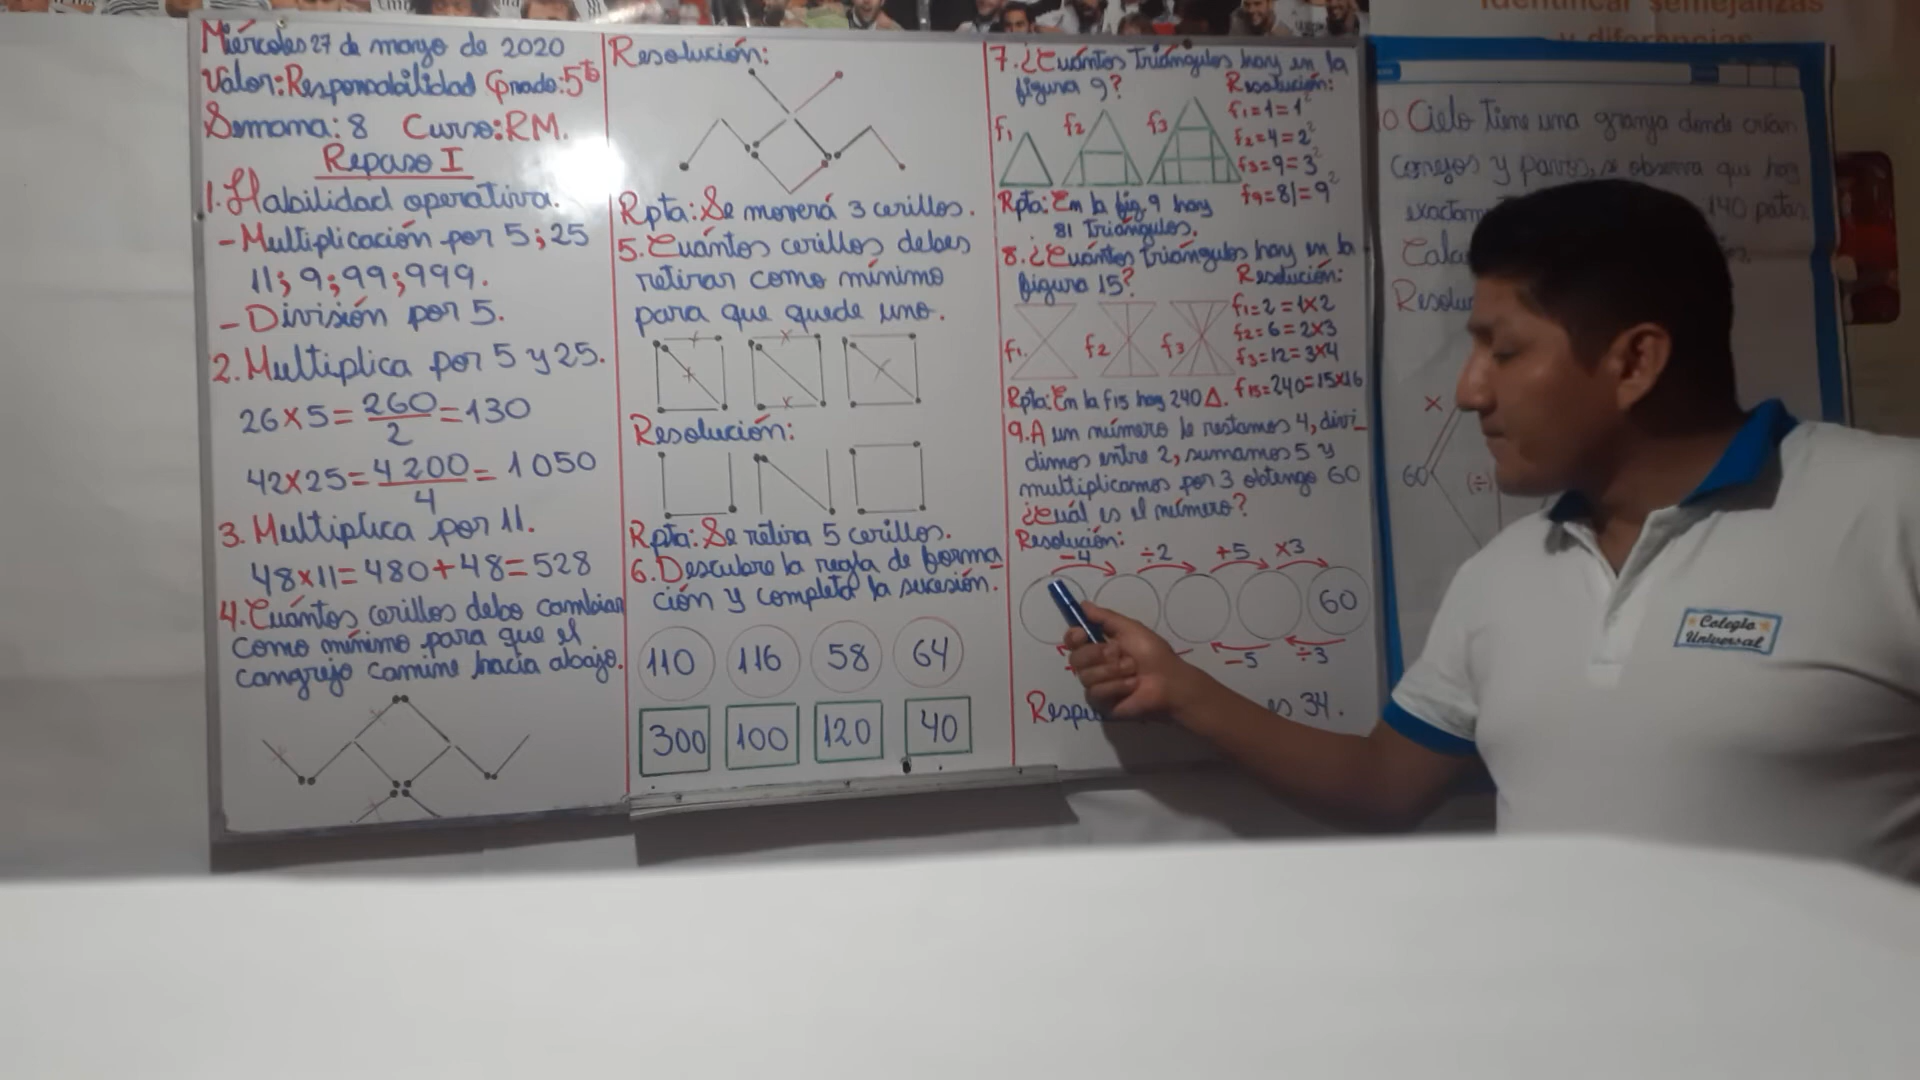 Miércoles 27 de mayo de 2020
Valor: Responsabilidad Grado: 5to
Semana: 8 Curso: RM.
Repaso I
1. Habilidad operativa.
- Multiplicación por 5; 25
11; 9; 99; 999.
- División por 5.
2. Multiplica por 5 y 25.
26 x 5 = 260/2 = 130
42 x 25 = 4200/4 = 1050
3. Multiplica por 11.
48 x 11 = 480 + 48 = 528
4. Cuántos cerillos debo cambiar
como mínimo para que el
cangrejo camine hacia abajo.
Resolución:
Rpta: Se moverá 3 cerillos.
5. Cuántos cerillos debes
retirar como mínimo
para que quede uno.
Resolución:
Rpta: Se retira 5 cerillos.
6. Descubre la regla de forma
ción y completa la sucesión.
110 116 58 64
300 100 120 40
7. ¿Cuántos triángulos hay en la
figura 9?
Resolución:
f1 f2 f3
f1 = 1 = 1²
f2 = 4 = 2²
f3 = 9 = 3²
f9 = 81 = 9²
Rpta: En la fig. 9 hay
81 triángulos.
8. ¿Cuántos triángulos hay en la
figura 15?
Resolución:
f1. f2 f3
f1 = 2 = 1x2
f2 = 6 = 2x3
f3 = 12 = 3x4
f15 = 240 = 15x16
Rpta: En la f15 hay 240 Δ.
9. A un número le restamos 4, divi_
dimos entre 2, sumamos 5 y
multiplicamos por 3 obtengo 60
¿Cuál es el número?
Resolución:
-4 ÷2 +5 x3
60
-5 ÷3
es 34.
identificar semejanzas
y diferencias
Cielo tiene una granja donde crían
conejos y pavos, se observa que hay
140 patas
x
60 (÷)
Colegio
Universal